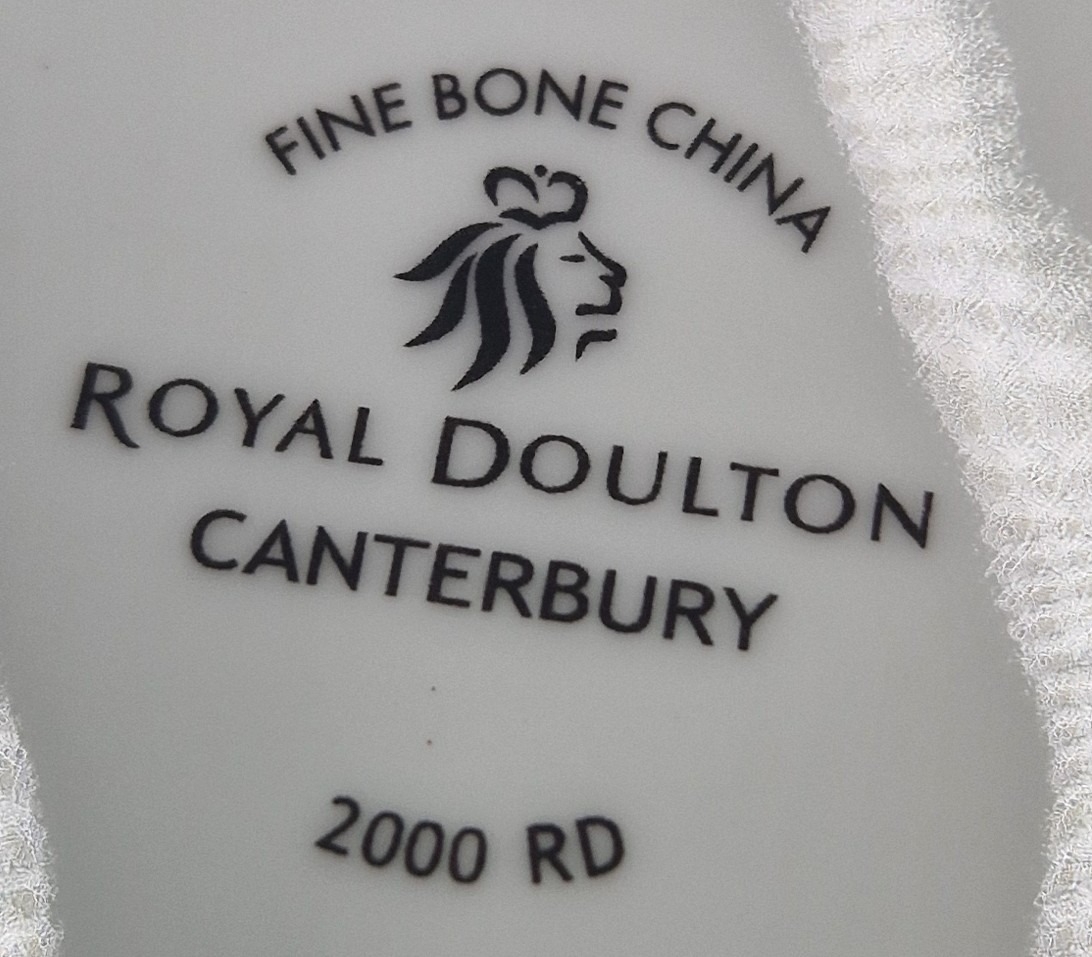 FINE BONE CHINA
ROYAL DOULTON
CANTERBURY
2000 RD